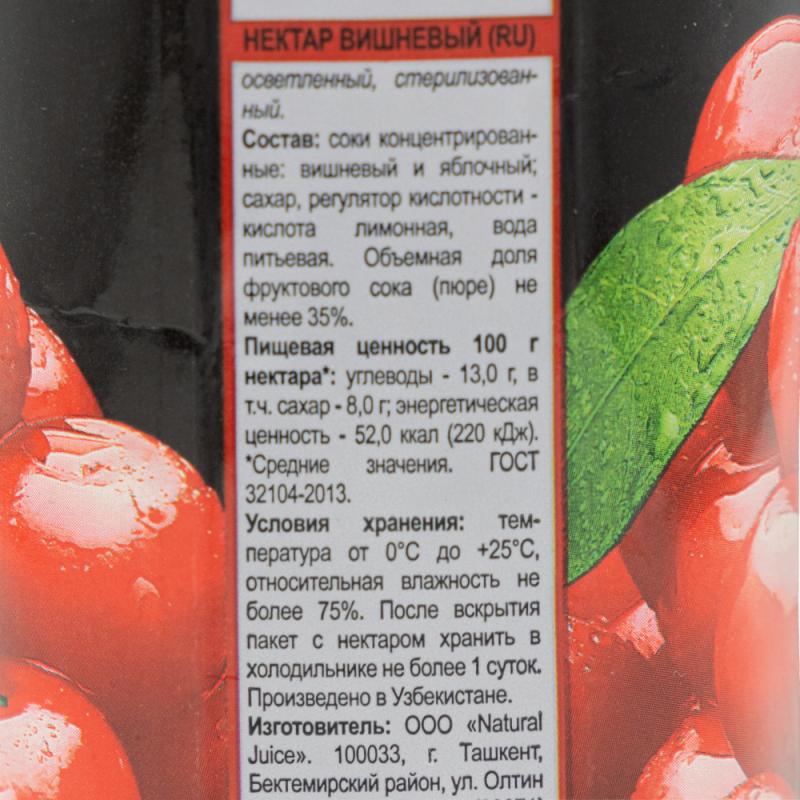 НЕКТАР ВИШНЕВЫЙ (RU)
осветленный, стерилизован-
ный.
Состав: соки концентрирован-
ные: вишневый и яблочный;
сахар, регулятор кислотности -
кислота лимонная, вода
питьевая. Объемная доля
фруктового сока (пюре) не
менее 35%.
Пищевая ценность 100 г
нектара*: углеводы - 13,0 г, в
т.ч. сахар - 8,0 г; энергетическая
ценность - 52,0 ккал (220 кДж).
*Средние значения. ГОСТ
32104-2013.
Условия хранения: тем-
пература от 0°С до +25°С,
относительная влажность не
более 75%. После вскрытия
пакет с нектаром хранить в
холодильнике не более 1 суток.
Произведено в Узбекистане.
Изготовитель: ООО «Natural
Juice». 100033, г. Ташкент,
Бектемирский район, ул. Олтин